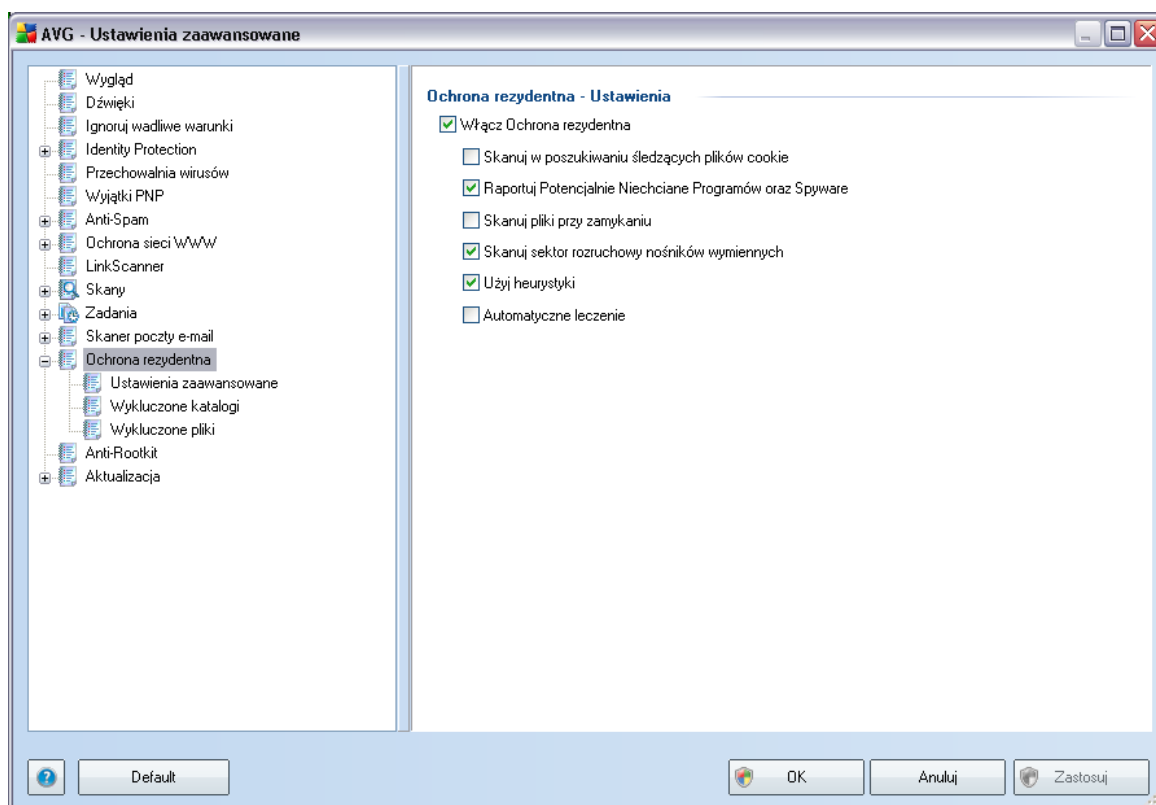 AVG - Ustawienia zaawansowane
Wygląd
Dźwięki
Ignoruj wadliwe warunki
Identity Protection
Przechowalnia wirusów
Wyjątki PNP
Anti-Spam
Ochrona sieci WWW
LinkScanner
Skany
Zadania
Skaner poczty e-mail
Ochrona rezydentna
Ustawienia zaawansowane
Wykluczone katalogi
Wykluczone pliki
Anti-Rootkit
Aktualizacja
Ochrona rezydentna - Ustawienia
Włącz Ochrona rezydentna
Skanuj w poszukiwaniu śledzących plików cookie
Raportuj Potencjalnie Niechciane Programów oraz Spyware
Skanuj pliki przy zamykaniu
Skanuj sektor rozruchowy nośników wymiennych
Użyj heurystyki
Automatyczne leczenie
Default
OK
Anuluj
Zastosuj